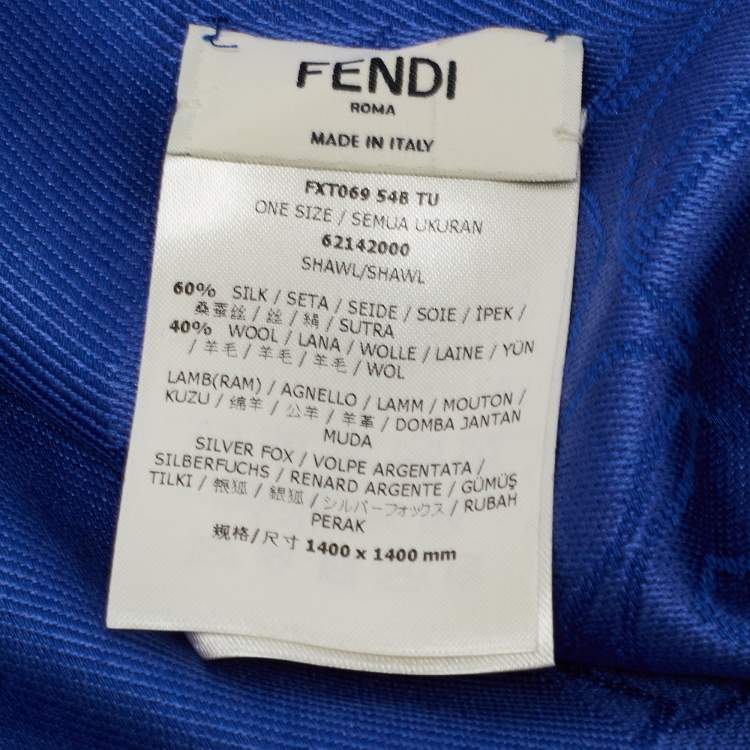 FENDI
ROMA
MADE IN ITALY
FXT069 54B TU
ONE SIZE / SEMUA UKURAN
62142000
SHAWL/SHAWL
60% SILK / SETA / SEIDE / SOIE / İPEK /
桑蚕丝 / 丝 / 絹 / SUTRA
40% WOOL / LANA / WOLLE / LAINE / YÜN
/ 羊毛 / 羊毛 / 羊毛 / WOL
LAMB(RAM) / AGNELLO / LAMM / MOUTON /
KUZU / 绵羊 / 公羊 / 羊革 / DOMBA JANTAN
MUDA
SILVER FOX / VOLPE ARGENTATA /
SILBERFUCHS / RENARD ARGENTE / GÜMÜŞ
TILKI / 银狐 / 銀狐 / シルバーフォックス / RUBAH
PERAK
规格/尺寸 1400 x 1400 mm